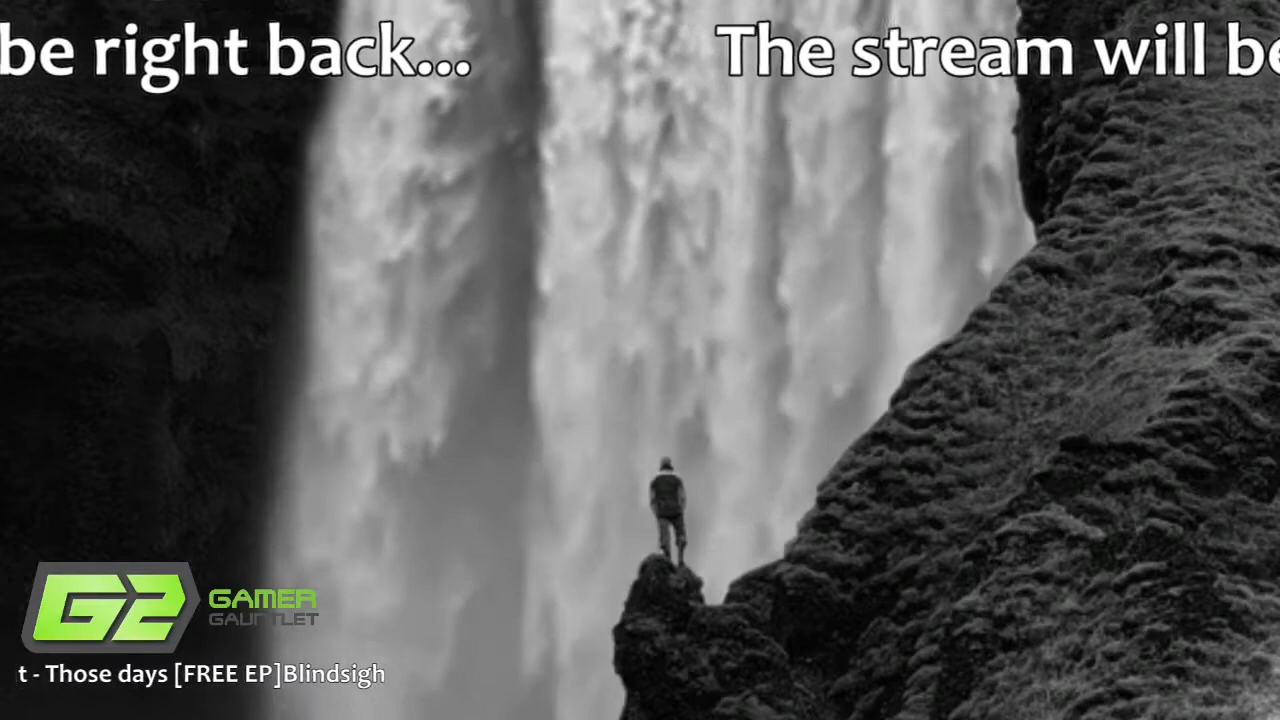 be right back... The stream will be
G2 GAMER
GAUNTLET
t - Those days [FREE EP]Blindsigh